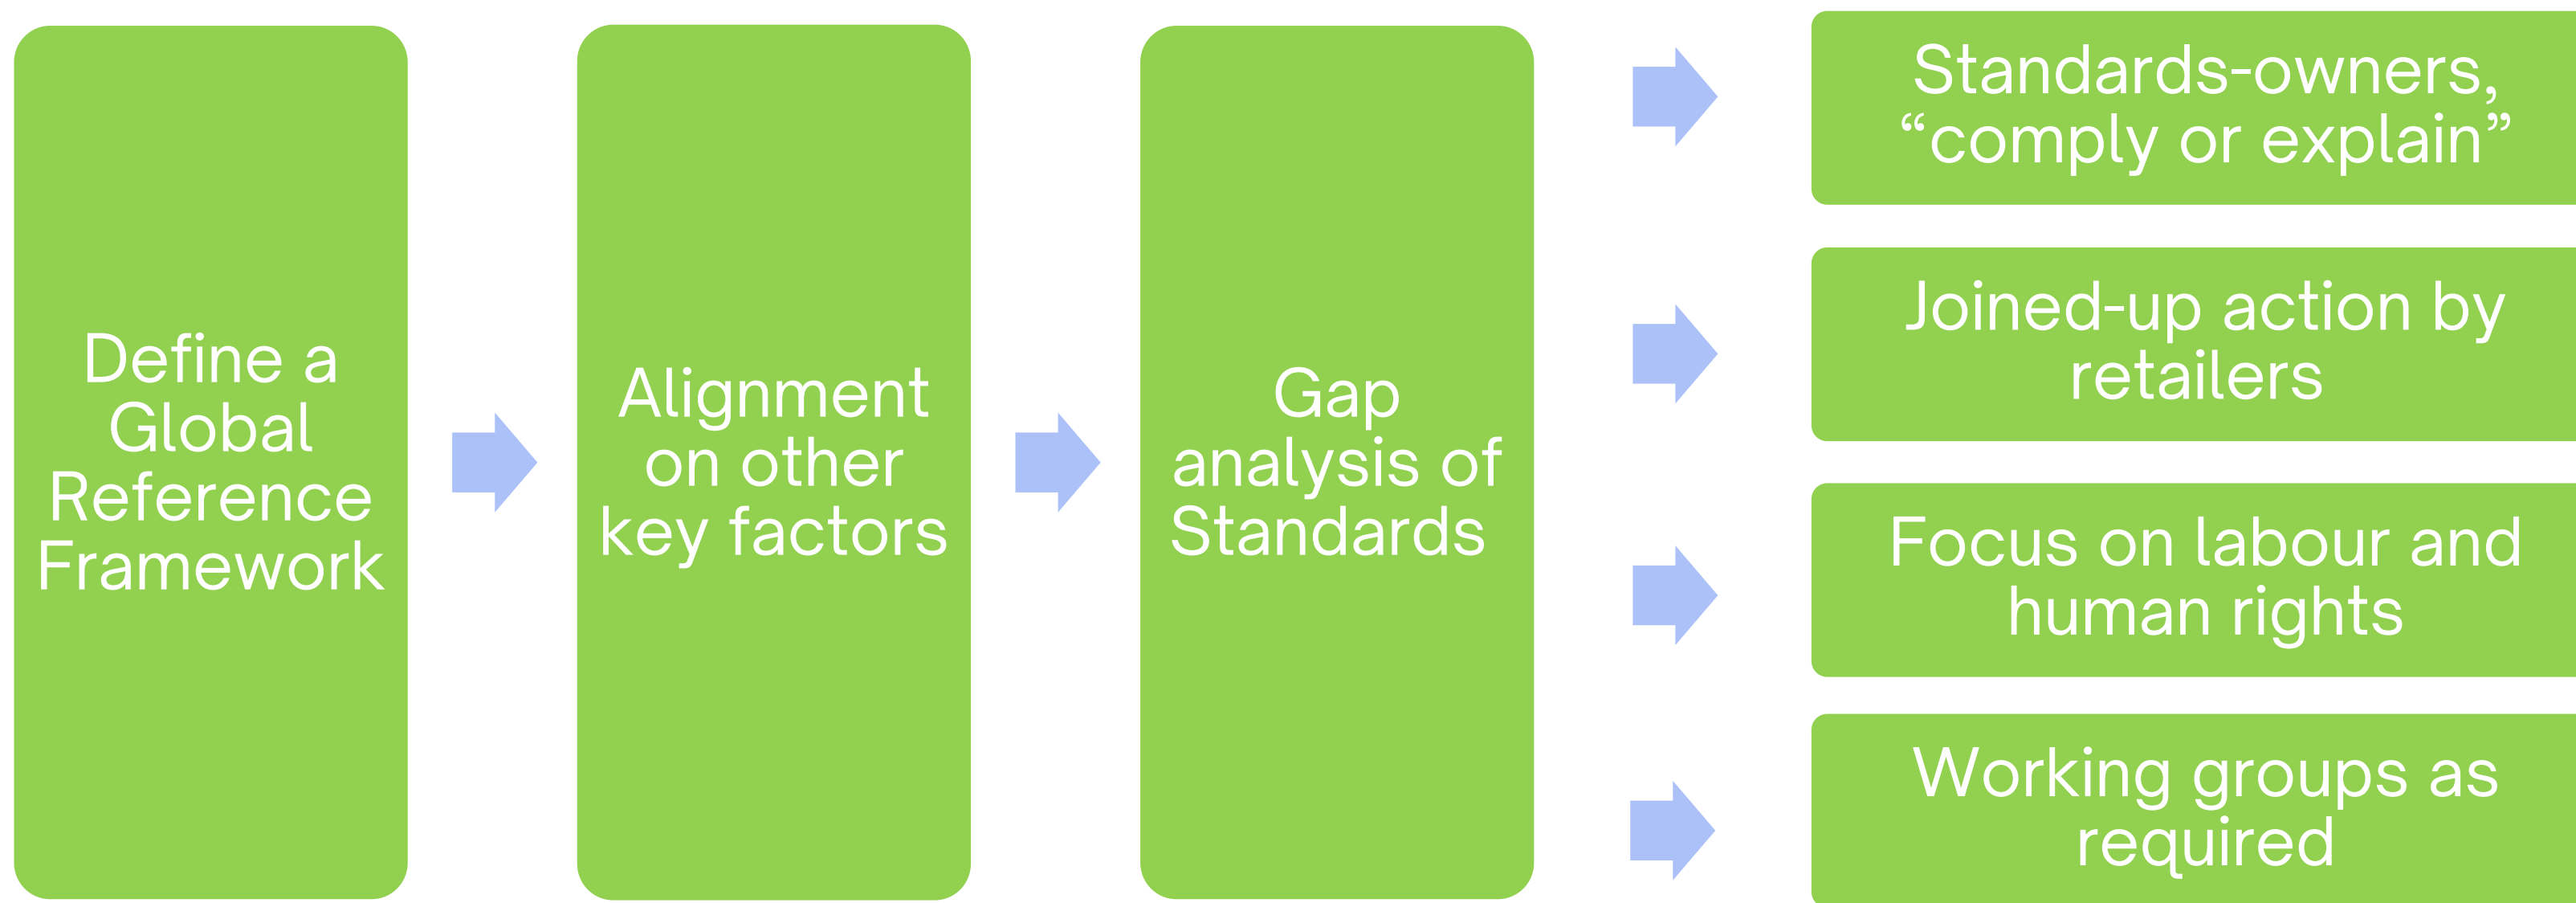 Define a
Global
Reference
Framework
Alignment
on other
key factors
Gap
analysis of
Standards
Standards-owners,
“comply or explain”
Joined-up action by
retailers
Focus on labour and
human rights
Working groups as
required